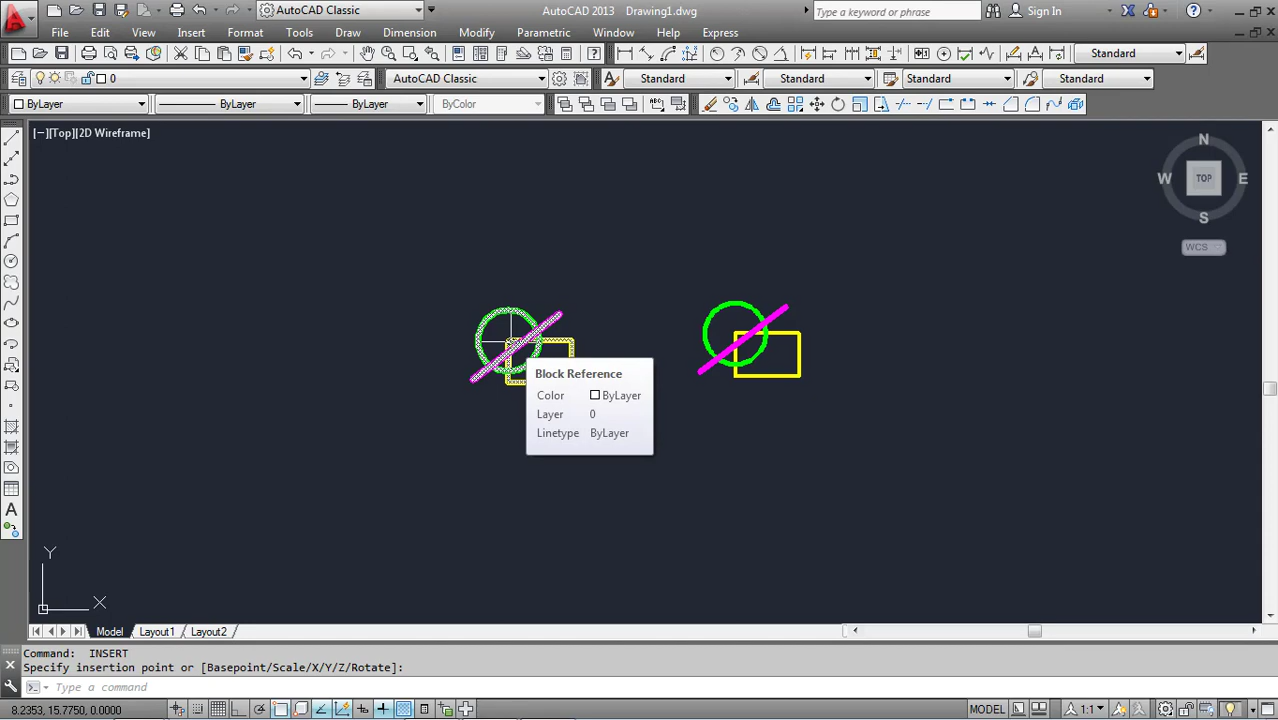 AutoCAD Classic
AutoCAD 2013 Drawing1.dwg
Type a keyword or phrase
Sign In
File Edit View Insert Format Tools Draw Dimension Modify Parametric Window Help Express
Standard
0
AutoCAD Classic
Standard
Standard
Standard
Standard
ByLayer
ByLayer
ByLayer
ByColor
[−][Top][2D Wireframe]
N
W TOP E
S
WCS
Block Reference
Color ByLayer
Layer 0
Linetype ByLayer
A
Y
X
Model Layout1 Layout2
Command: INSERT
Specify insertion point or [Basepoint/Scale/X/Y/Z/Rotate]:
Type a command
8.2353, 15.7750, 0.0000
MODEL
1:1